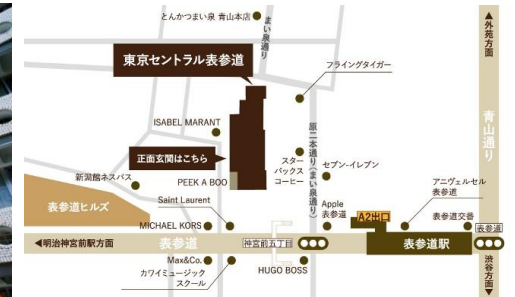 とんかつまい泉 青山本店
まい泉通り
▲外苑方面
東京セントラル表参道
フライングタイガー
青山通り
ISABEL MARANT
原二本通り(まい泉通り)
正面玄関はこちら
スター
バックス
コーヒー
セブン-イレブン
新潟館ネスパス
PEEK A BOO
アニヴェルセル
表参道
表参道ヒルズ
Saint Laurent
Apple
表参道
A2出口
表参道交番
MICHAEL KORS
表参道
◀明治神宮前駅方面
表参道
神宮前五丁目
表参道駅
Max&Co.
カワイミュージック
スクール
HUGO BOSS
渋谷方面▼